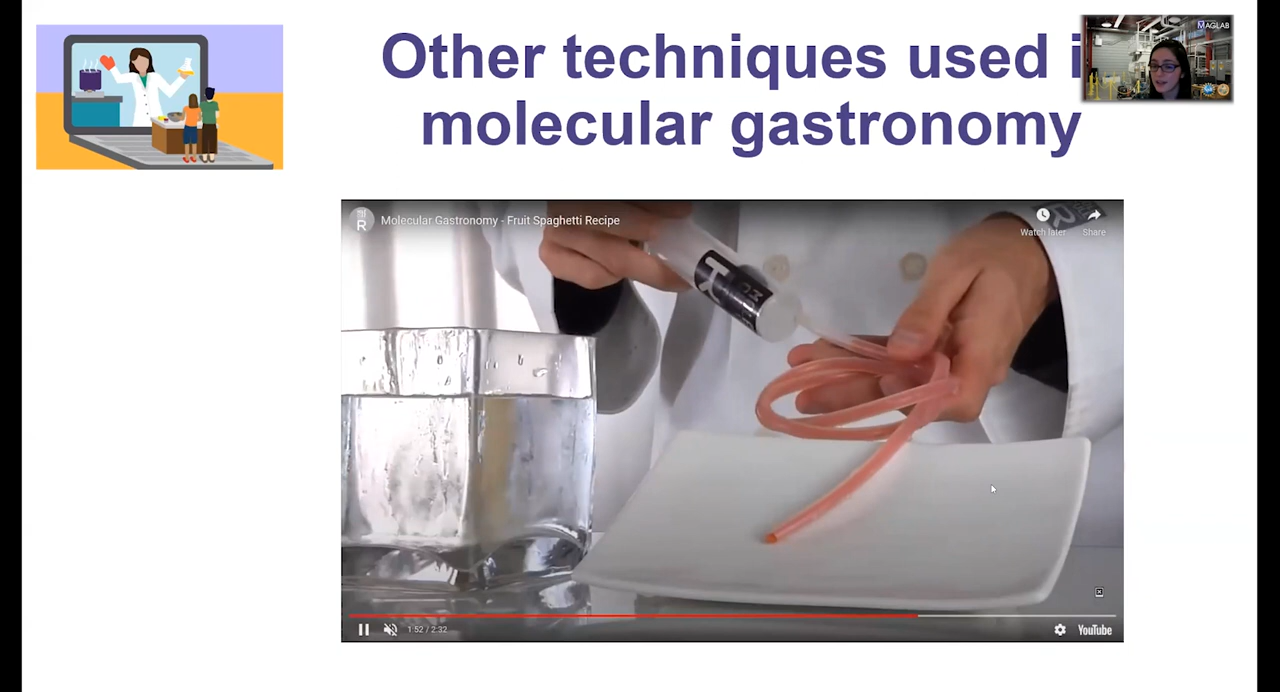 Other techniques used i
molecular gastronomy
MAGLAB
R
Molecular Gastronomy - Fruit Spaghetti Recipe
Watch later
Share
R
1:52 / 2:32
YouTube